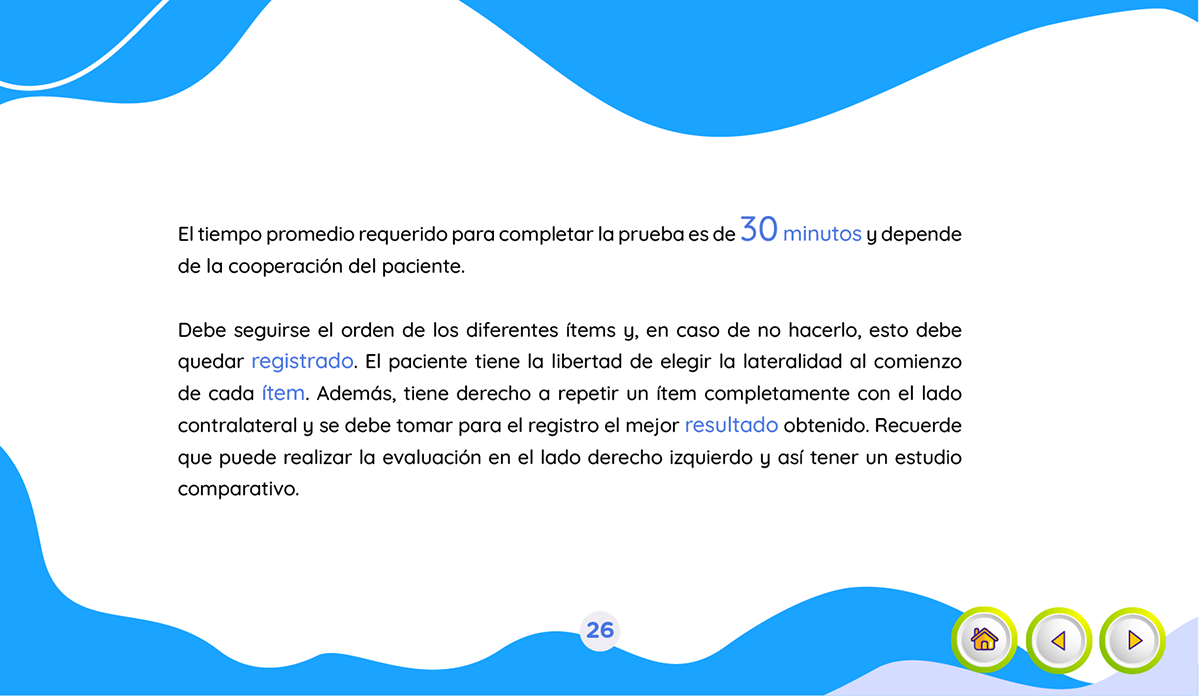 El tiempo promedio requerido para completar la prueba es de 30 minutos y depende
de la cooperación del paciente.
Debe seguirse el orden de los diferentes ítems y, en caso de no hacerlo, esto debe
quedar registrado. El paciente tiene la libertad de elegir la lateralidad al comienzo
de cada ítem. Además, tiene derecho a repetir un ítem completamente con el lado
contralateral y se debe tomar para el registro el mejor resultado obtenido. Recuerde
que puede realizar la evaluación en el lado derecho izquierdo y así tener un estudio
comparativo.
26